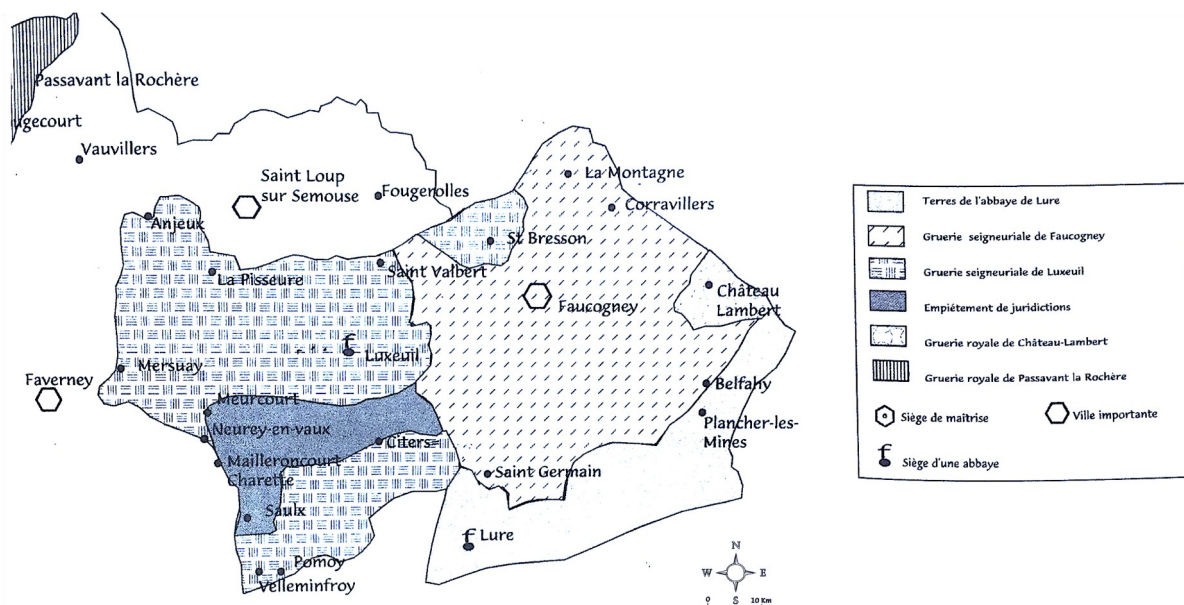 Passavant la Rochère
ugecourt
Vauvillers
Saint Loup
sur Semouse
Fougerolles
La Montagne
Corravillers
Anjeux
St Bresson
La Pisseure
Saint Valbert
Faucogney
Château
Lambert
Luxeuil
Mersuay
Faverney
Belfahy
Meurcourt
Plancher-les-
Mines
Neurey-en-vaux
Citers
Mailleroncourt
Charette
Saint Germain
Saulx
Lure
Pomoy
Velleminfroy
N
W E
S
0 10 Km
Terres de l'abbaye de Lure
Gruerie seigneuriale de Faucogney
Gruerie seigneuriale de Luxeuil
Empiétement de juridictions
Gruerie royale de Château-Lambert
Gruerie royale de Passavant la Rochère
Siège de maîtrise
Ville importante
Siège d'une abbaye